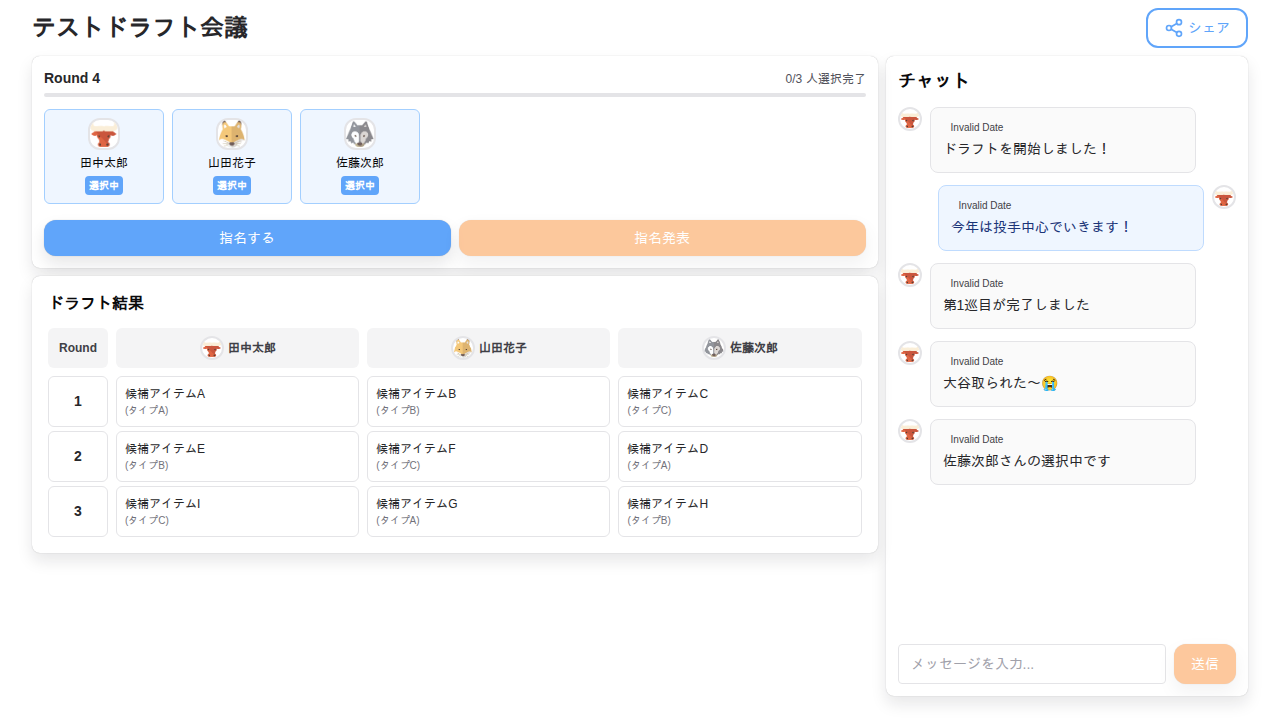 テストドラフト会議
シェア
Round 4
0/3 人選択完了
田中太郎
選択中
山田花子
選択中
佐藤次郎
選択中
指名する
指名発表
ドラフト結果
Round 田中太郎 山田花子 佐藤次郎
1 候補アイテムA 候補アイテムB 候補アイテムC
(タイプA) (タイプB) (タイプC)
2 候補アイテムE 候補アイテムF 候補アイテムD
(タイプB) (タイプC) (タイプA)
3 候補アイテムI 候補アイテムG 候補アイテムH
(タイプC) (タイプA) (タイプB)
チャット
Invalid Date
ドラフトを開始しました！
Invalid Date
今年は投手中心でいきます！
Invalid Date
第1巡目が完了しました
Invalid Date
大谷取られた〜😭
Invalid Date
佐藤次郎さんの選択中です
メッセージを入力...
送信